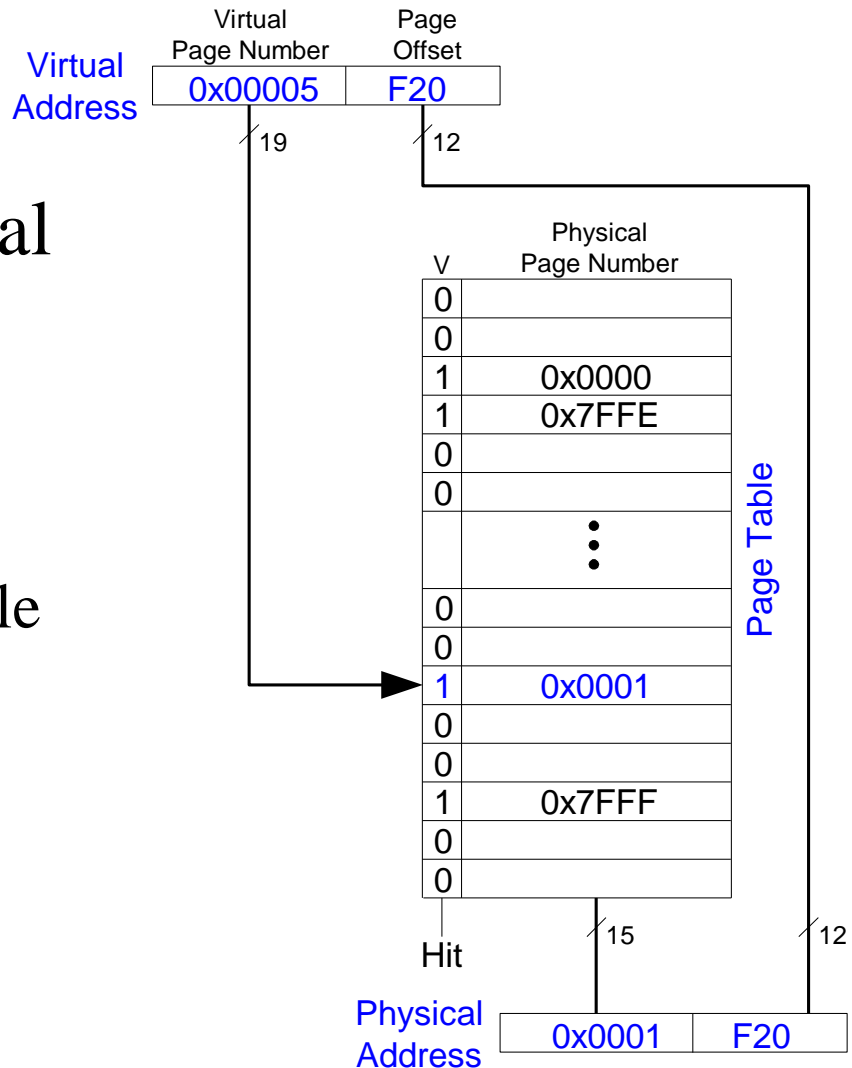 Virtual Page
Page Number Offset
Virtual
Address
0x00005 F20
19 12
al
Physical
V Page Number
0
0
1 0x0000
1 0x7FFE
0
0
Page Table
le
0
0
1 0x0001
0
0
1 0x7FFF
0
0
15 12
Hit
Physical
Address
0x0001 F20